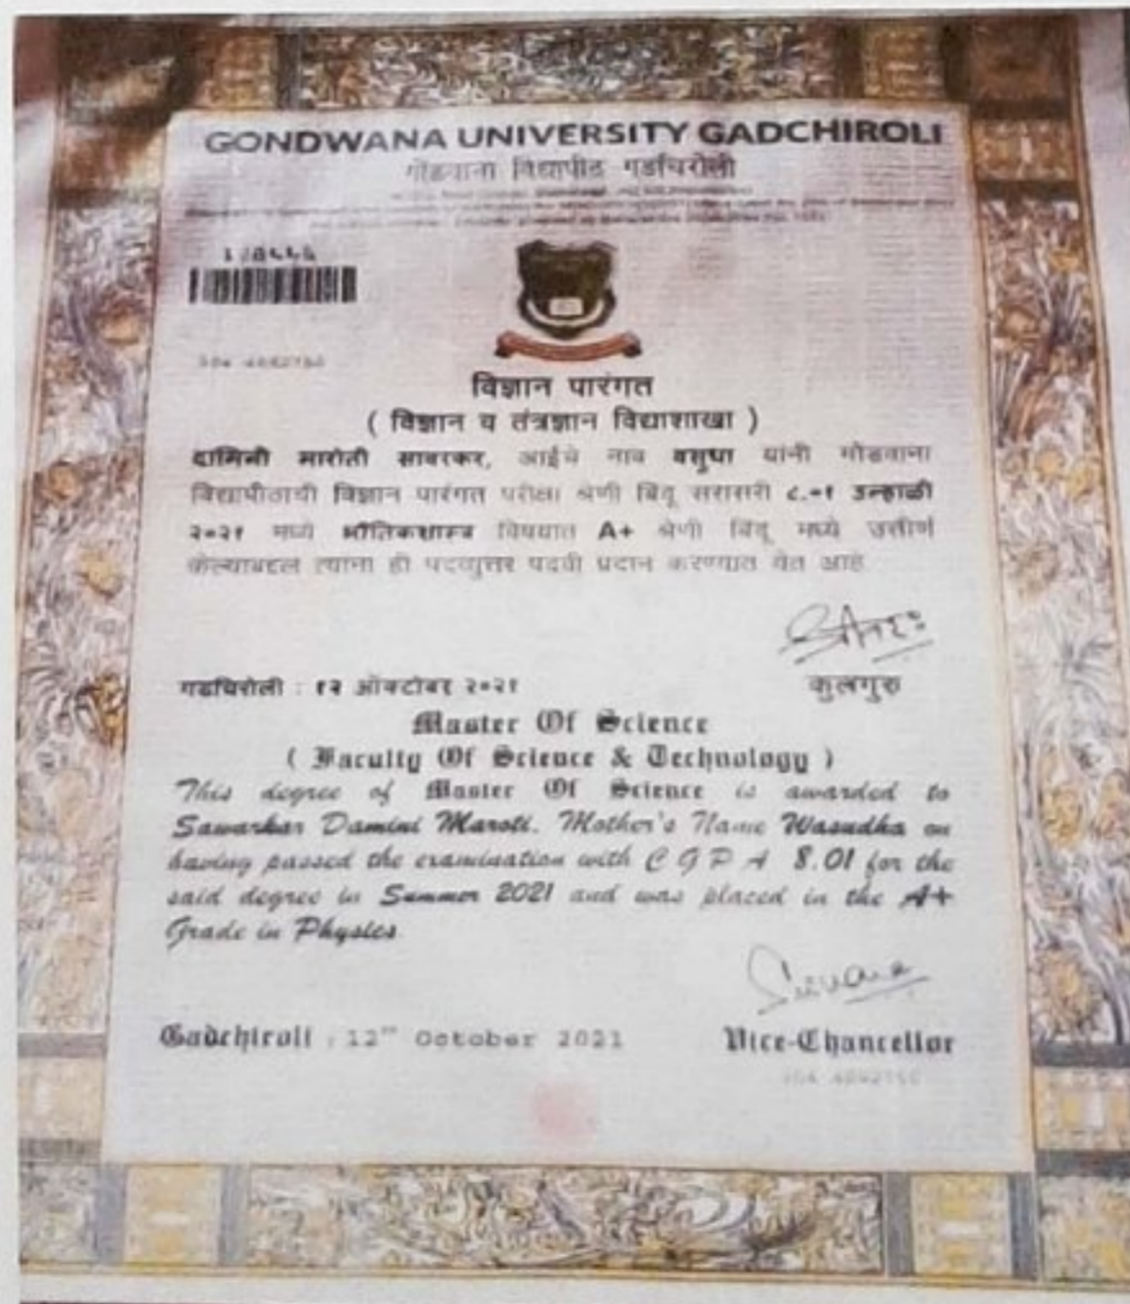 GONDWANA UNIVERSITY GADCHIROLI
गोंडवाना विद्यापीठ गडचिरोली
विज्ञान पारंगत
( विज्ञान व तंत्रज्ञान विद्याशाखा )
दामिनी मारोती सावरकर, आईचे नाव वसुधा यांनी गोंडवाना
विद्यापीठाची विज्ञान पारंगत परीक्षा श्रेणी बिंदू सरासरी ८.०१ उन्हाळी
२०२१ मध्ये भौतिकशास्त्र विषयात A+ श्रेणी बिंदू मध्ये उत्तीर्ण
केल्याबद्दल त्यांना ही पदव्युत्तर पदवी प्रदान करण्यात येत आहे.
गडचिरोली : १२ ऑक्टोबर २०२१
कुलगुरु
Master Of Science
( Faculty Of Science & Technology )
This degree of Master Of Science is awarded to
Sawarkar Damini Maroti. Mother's Name Wasudha on
having passed the examination with C G P A 8.01 for the
said degree in Summer 2021 and was placed in the A+
Grade in Physics.
Gadchiroli : 12ᵗʰ October 2021
Vice-Chancellor